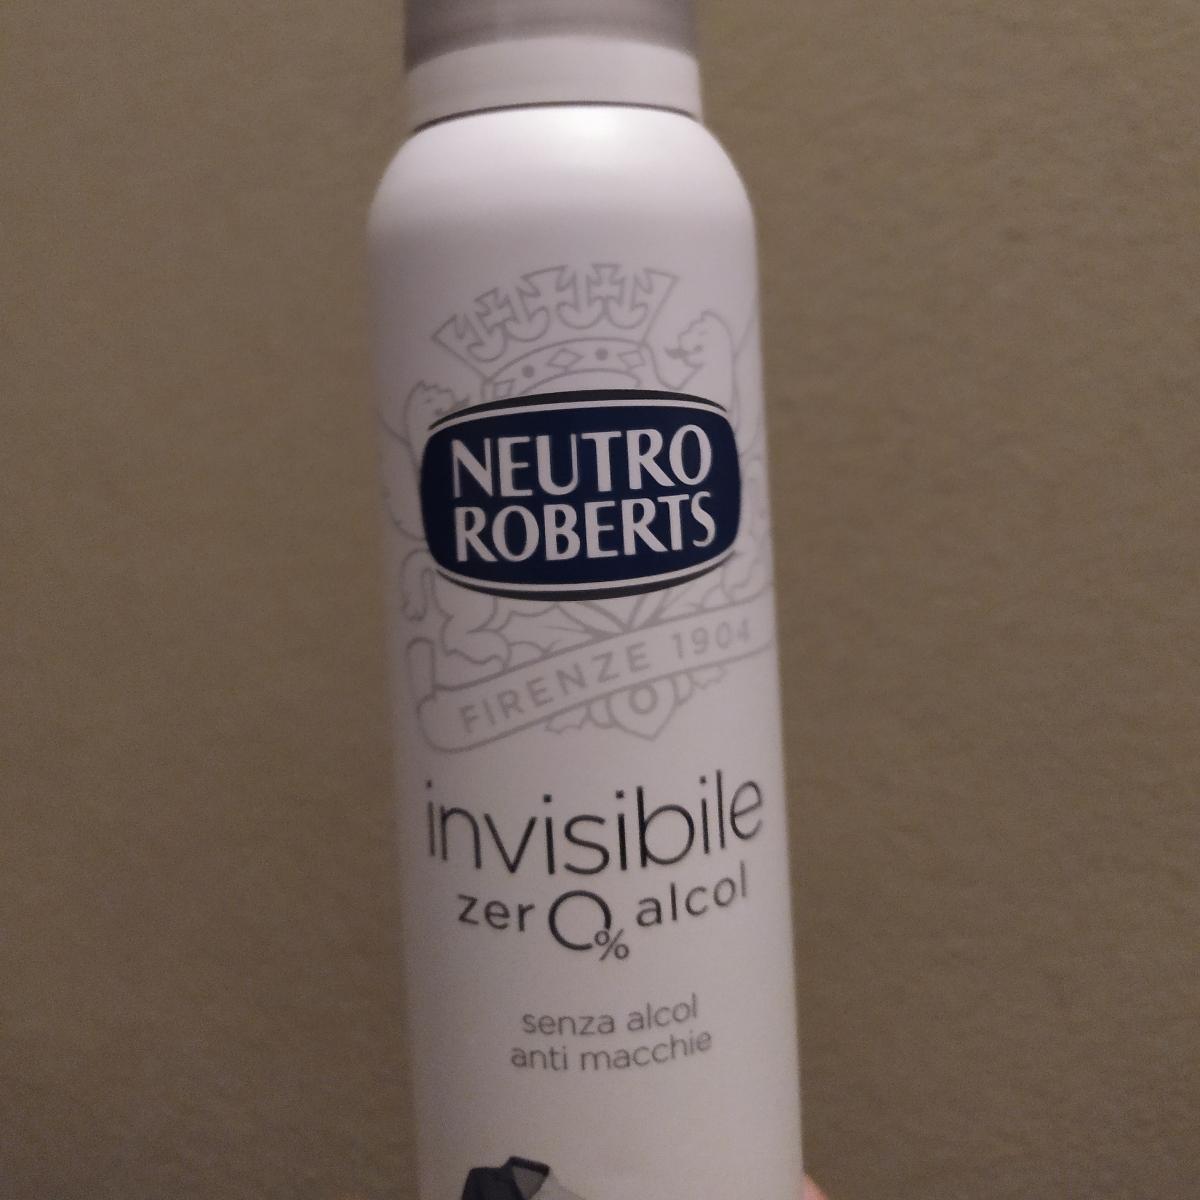 NEUTRO
ROBERTS
FIRENZE 1904
invisibile
zer0% alcol
senza alcol
anti macchie